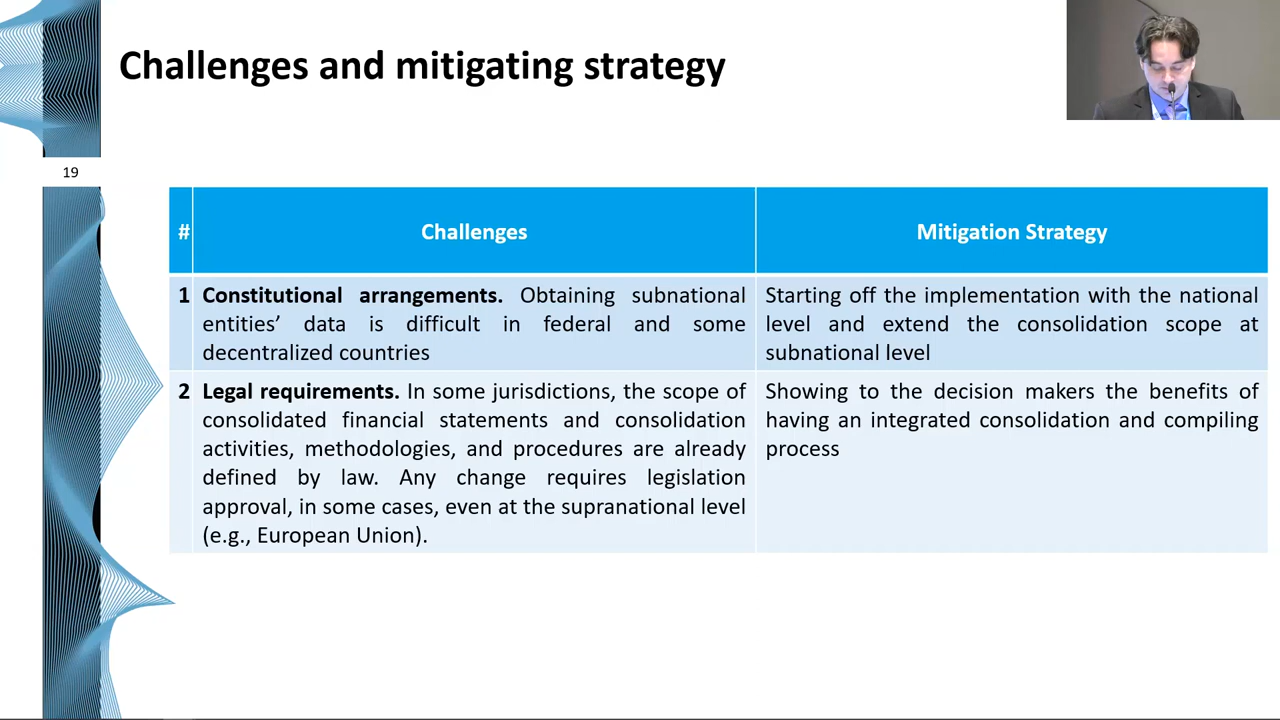 Challenges and mitigating strategy
19
# Challenges Mitigation Strategy
1 Constitutional arrangements. Obtaining subnational
entities’ data is difficult in federal and some
decentralized countries
Starting off the implementation with the national
level and extend the consolidation scope at
subnational level
2 Legal requirements. In some jurisdictions, the scope of
consolidated financial statements and consolidation
activities, methodologies, and procedures are already
defined by law. Any change requires legislation
approval, in some cases, even at the supranational level
(e.g., European Union).
Showing to the decision makers the benefits of
having an integrated consolidation and compiling
process